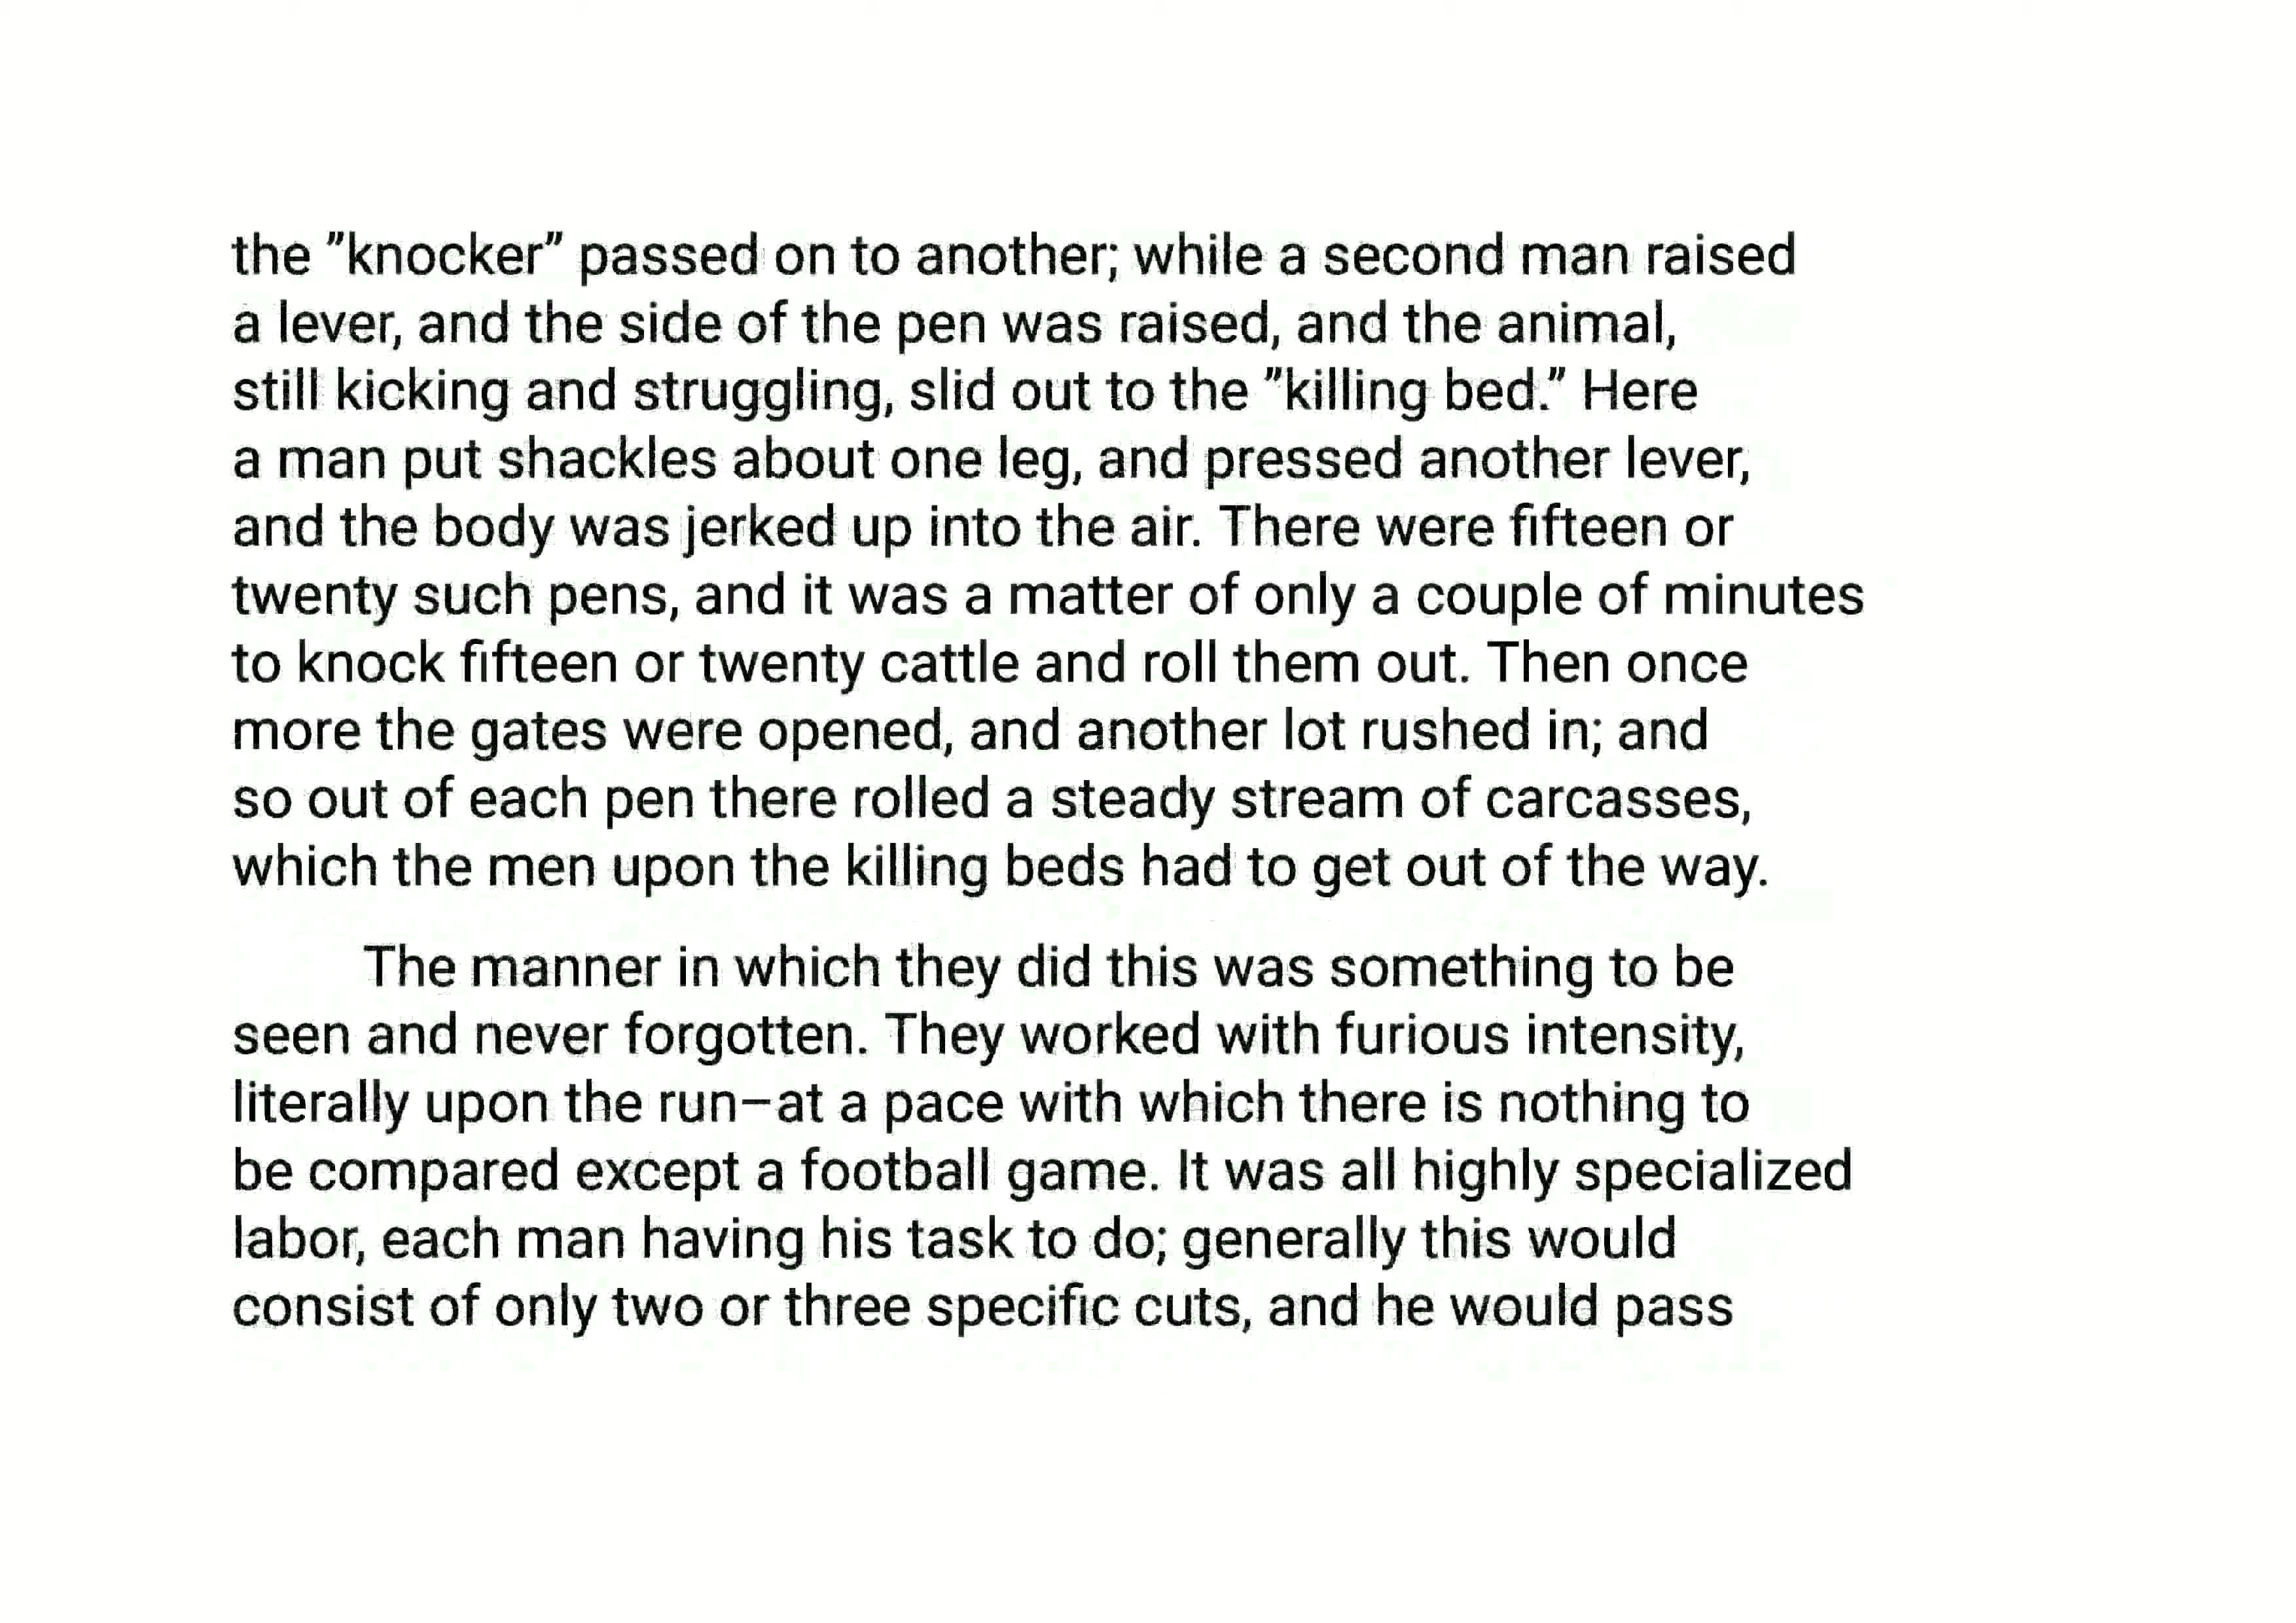 the ”knocker” passed on to another; while a second man raised
a lever, and the side of the pen was raised, and the animal,
still kicking and struggling, slid out to the ”killing bed.” Here
a man put shackles about one leg, and pressed another lever,
and the body was jerked up into the air. There were fifteen or
twenty such pens, and it was a matter of only a couple of minutes
to knock fifteen or twenty cattle and roll them out. Then once
more the gates were opened, and another lot rushed in; and
so out of each pen there rolled a steady stream of carcasses,
which the men upon the killing beds had to get out of the way.
The manner in which they did this was something to be
seen and never forgotten. They worked with furious intensity,
literally upon the run–at a pace with which there is nothing to
be compared except a football game. It was all highly specialized
labor, each man having his task to do; generally this would
consist of only two or three specific cuts, and he would pass